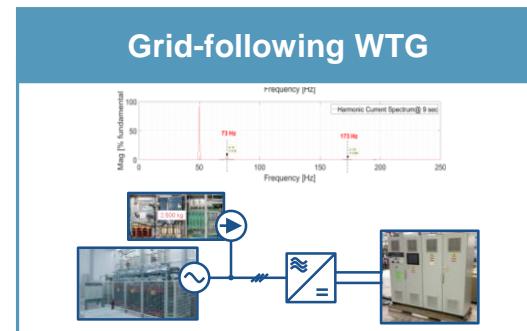 Grid-following WTG
Frequency [Hz]
100
Harmonic Current Spectrum@ 9 sec
Mag [% fundamental
50
73 Hz
173 Hz
0
0 50 100 150 200 250
Frequency [Hz]
2,500 kg